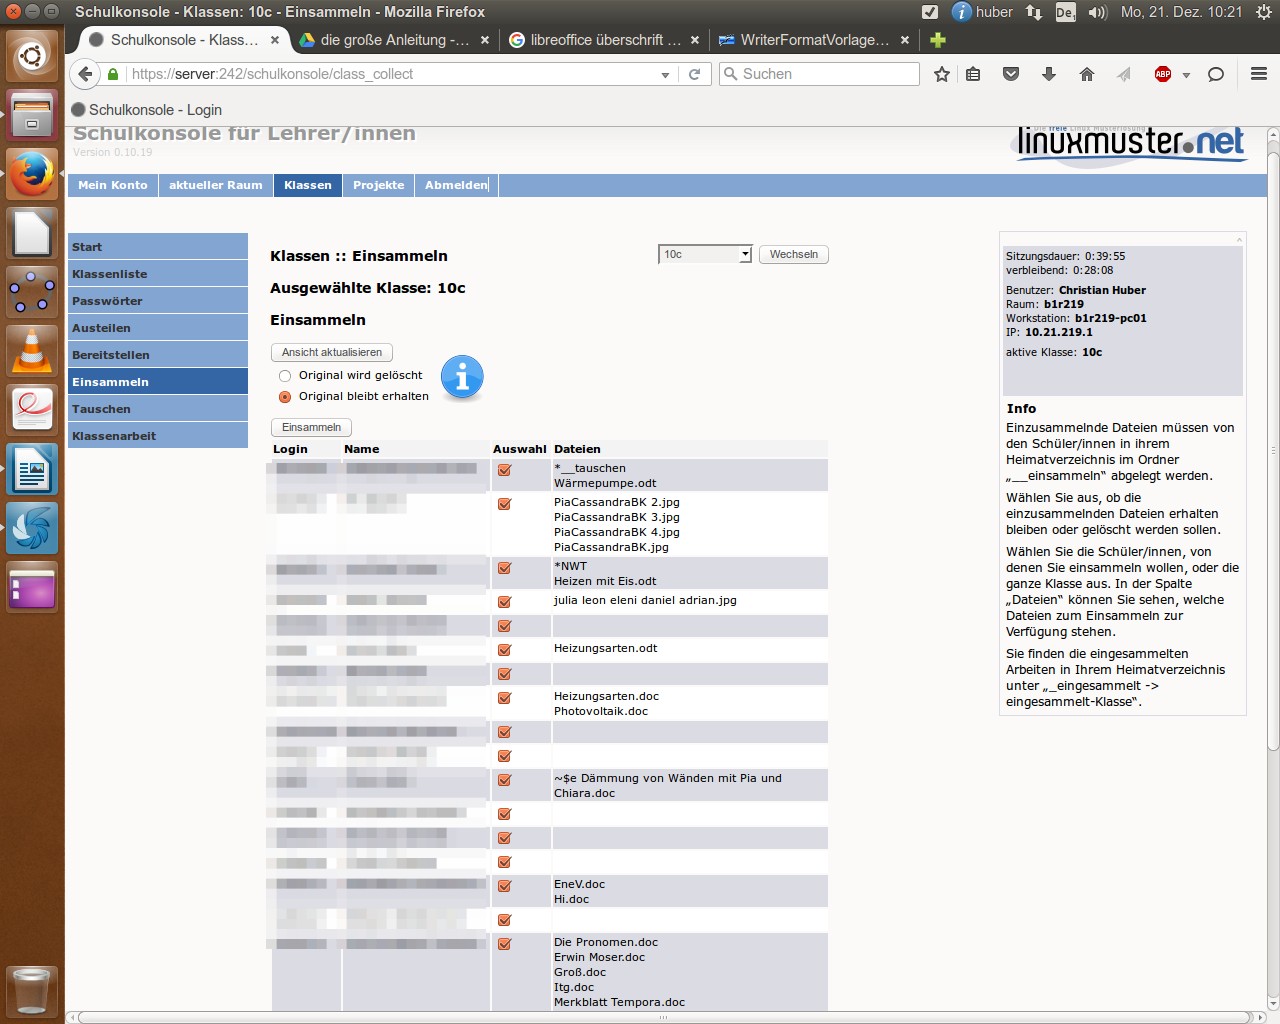 Schulkonsole - Klassen: 10c - Einsammeln - Mozilla Firefox
huber
De1
Mo, 21. Dez. 10:21
Schulkonsole - Klass…
die große Anleitung -…
libreoffice überschrift …
WriterFormatVorlage…
https://server:242/schulkonsole/class_collect
Suchen
ABP
Schulkonsole - Login
Schulkonsole für Lehrer/innen
Version 0.10.19
Die freie Linux Musterlösung
linuxmuster.net
Mein Konto
aktueller Raum
Klassen
Projekte
Abmelden
Start
Klassenliste
Passwörter
Austeilen
Bereitstellen
Einsammeln
Tauschen
Klassenarbeit
Klassen :: Einsammeln
10c
Wechseln
Ausgewählte Klasse: 10c
Einsammeln
Ansicht aktualisieren
Original wird gelöscht
Original bleibt erhalten
Einsammeln
Login Name Auswahl Dateien
*__tauschen
Wärmepumpe.odt
PiaCassandraBK 2.jpg
PiaCassandraBK 3.jpg
PiaCassandraBK 4.jpg
PiaCassandraBK.jpg
*NWT
Heizen mit Eis.odt
julia leon eleni daniel adrian.jpg
Heizungsarten.odt
Heizungsarten.doc
Photovoltaik.doc
~$e Dämmung von Wänden mit Pia und
Chiara.doc
EneV.doc
Hi.doc
Die Pronomen.doc
Erwin Moser.doc
Groß.doc
Itg.doc
Merkblatt Tempora.doc
Sitzungsdauer: 0:39:55
verbleibend: 0:28:08
Benutzer: Christian Huber
Raum: b1r219
Workstation: b1r219-pc01
IP: 10.21.219.1
aktive Klasse: 10c
Info
Einzusammelnde Dateien müssen von
den Schüler/innen in ihrem
Heimatverzeichnis im Ordner
„__einsammeln“ abgelegt werden.
Wählen Sie aus, ob die
einzusammelnden Dateien erhalten
bleiben oder gelöscht werden sollen.
Wählen Sie die Schüler/innen, von
denen Sie einsammeln wollen, oder die
ganze Klasse aus. In der Spalte
„Dateien“ können Sie sehen, welche
Dateien zum Einsammeln zur
Verfügung stehen.
Sie finden die eingesammelten
Arbeiten in Ihrem Heimatverzeichnis
unter „_eingesammelt ->
eingesammelt-Klasse“.